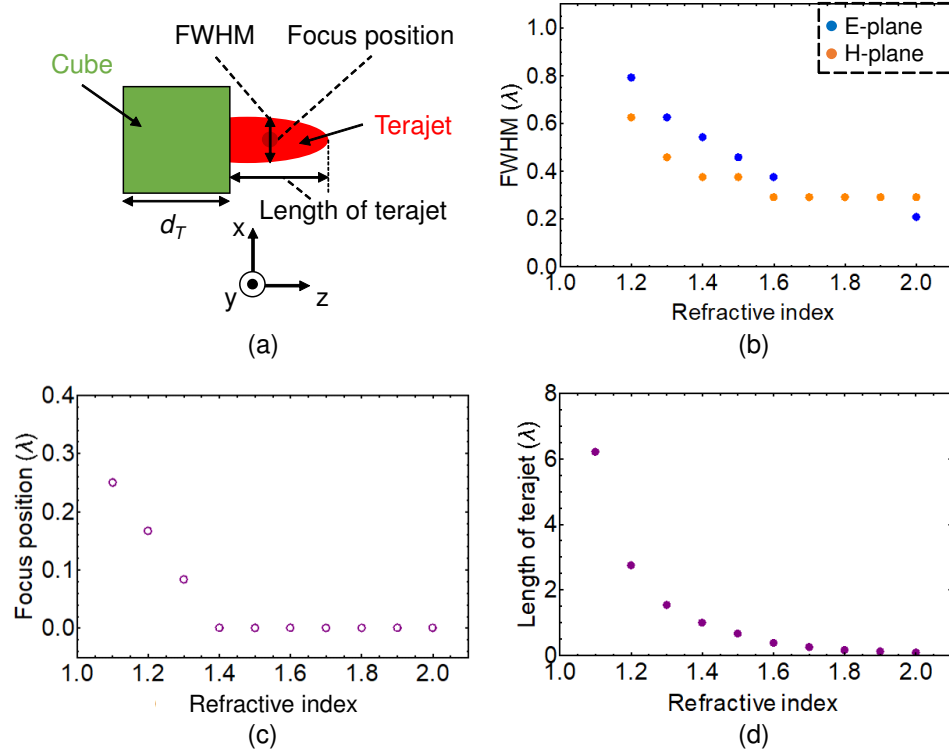 FWHM
Focus position
Cube
Terajet
Length of terajet
d_T
x
y
z
(a)
FWHM (λ)
1.0
0.8
0.6
0.4
0.2
0.0
1.0 1.2 1.4 1.6 1.8 2.0
Refractive index
E-plane
H-plane
(b)
Focus position (λ)
0.4
0.3
0.2
0.1
0.0
1.0 1.2 1.4 1.6 1.8 2.0
Refractive index
(c)
Length of terajet (λ)
8
6
4
2
0
1.0 1.2 1.4 1.6 1.8 2.0
Refractive index
(d)